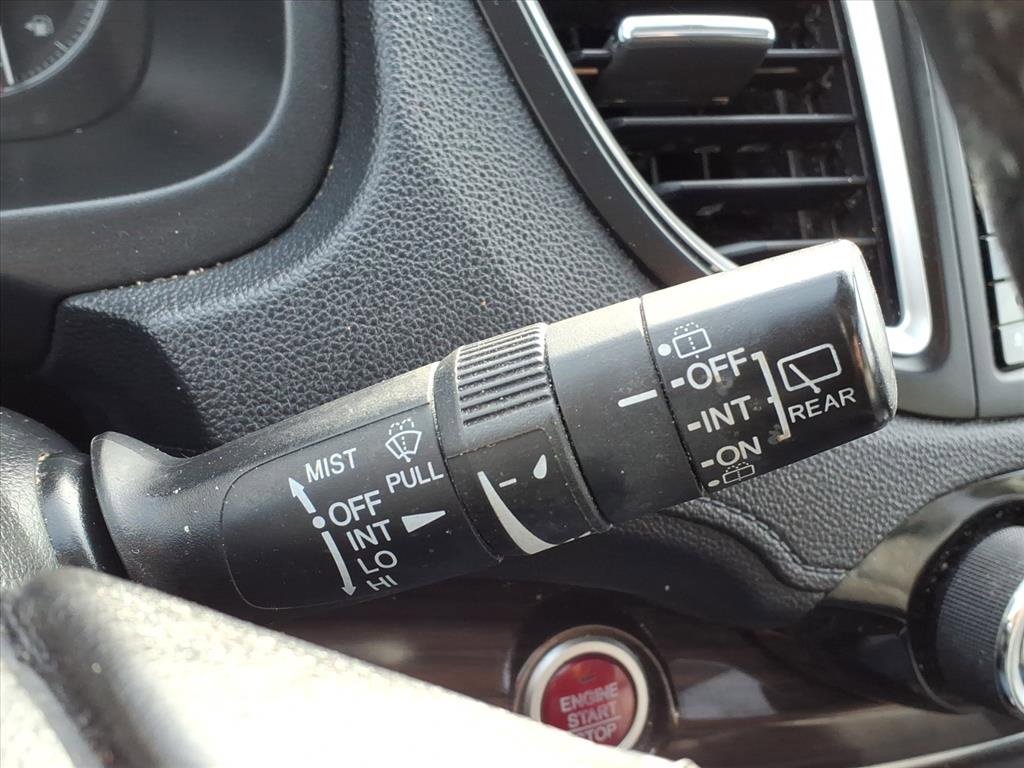 MIST
OFF
INT
LO
HI
PULL
OFF
INT
ON
REAR
ENGINE
START
STOP